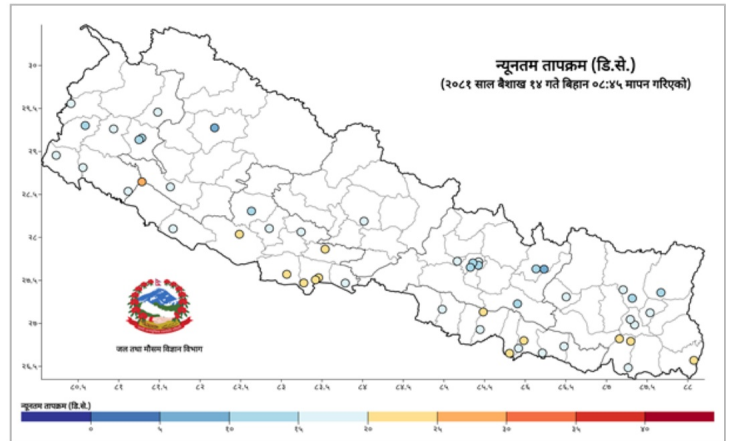 न्यूनतम तापक्रम (डि.से.)
(२०८१ साल बैशाख १४ गते बिहान ०८:४५ मापन गरिएको)
३०
२९.५
२९
२८.५
२८
२७.५
२७
२६.५
जल तथा मौसम विज्ञान विभाग
८०.५ ८१ ८१.५ ८२ ८२.५ ८३ ८३.५ ८४ ८४.५ ८५ ८५.५ ८६ ८६.५ ८७ ८७.५ ८८
न्यूनतम तापक्रम (डि.से.)
० ५ १० १५ २० २५ ३० ३५ ४०